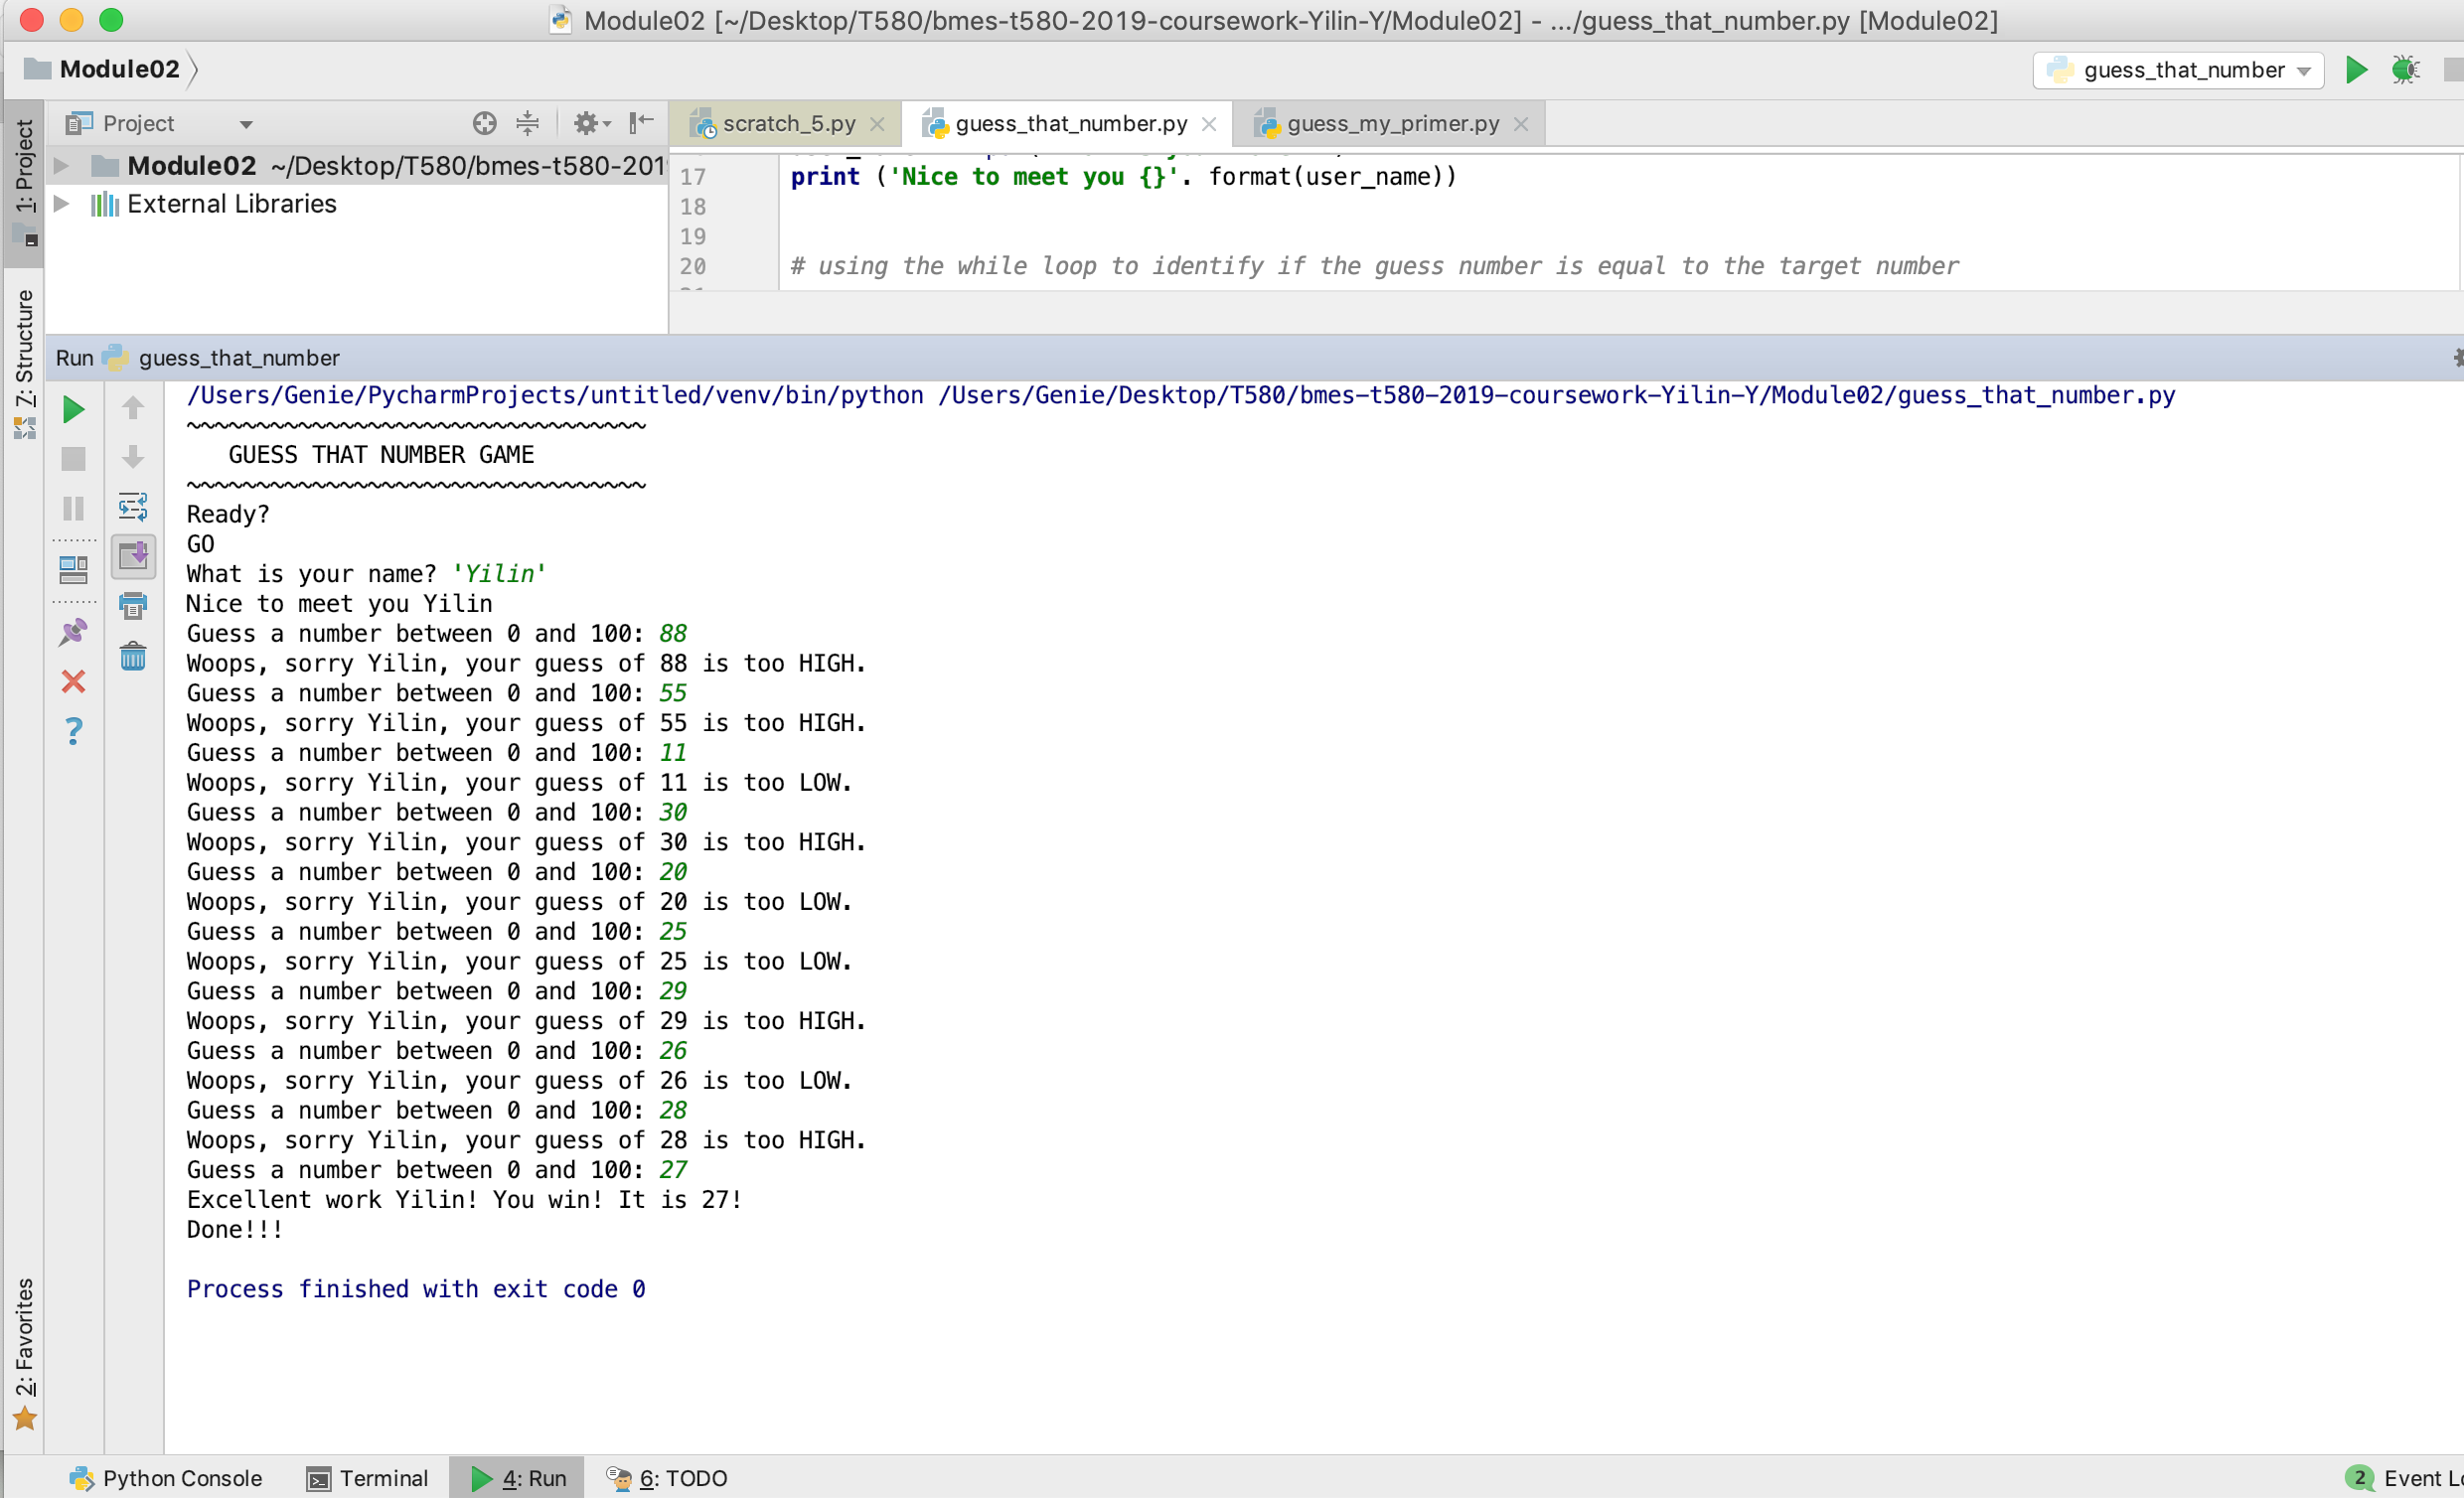 Module02 [~/Desktop/T580/bmes-t580-2019-coursework-Yilin-Y/Module02] - .../guess_that_number.py [Module02]
Module02
guess_that_number
1: Project
Project
scratch_5.py
guess_that_number.py
guess_my_primer.py
Module02 ~/Desktop/T580/bmes-t580-201
External Libraries
17 print ('Nice to meet you {}'. format(user_name))
18
19
20 # using the while loop to identify if the guess number is equal to the target number
7: Structure
Run guess_that_number
/Users/Genie/PycharmProjects/untitled/venv/bin/python /Users/Genie/Desktop/T580/bmes-t580-2019-coursework-Yilin-Y/Module02/guess_that_number.py
~~~~~~~~~~~~~~~~~~~~~~~~~~~~~~~~~
GUESS THAT NUMBER GAME
~~~~~~~~~~~~~~~~~~~~~~~~~~~~~~~~~
Ready?
GO
What is your name? 'Yilin'
Nice to meet you Yilin
Guess a number between 0 and 100: 88
Woops, sorry Yilin, your guess of 88 is too HIGH.
Guess a number between 0 and 100: 55
Woops, sorry Yilin, your guess of 55 is too HIGH.
Guess a number between 0 and 100: 11
Woops, sorry Yilin, your guess of 11 is too LOW.
Guess a number between 0 and 100: 30
Woops, sorry Yilin, your guess of 30 is too HIGH.
Guess a number between 0 and 100: 20
Woops, sorry Yilin, your guess of 20 is too LOW.
Guess a number between 0 and 100: 25
Woops, sorry Yilin, your guess of 25 is too LOW.
Guess a number between 0 and 100: 29
Woops, sorry Yilin, your guess of 29 is too HIGH.
Guess a number between 0 and 100: 26
Woops, sorry Yilin, your guess of 26 is too LOW.
Guess a number between 0 and 100: 28
Woops, sorry Yilin, your guess of 28 is too HIGH.
Guess a number between 0 and 100: 27
Excellent work Yilin! You win! It is 27!
Done!!!
Process finished with exit code 0
2: Favorites
Python Console
Terminal
4: Run
6: TODO
2 Event Lo